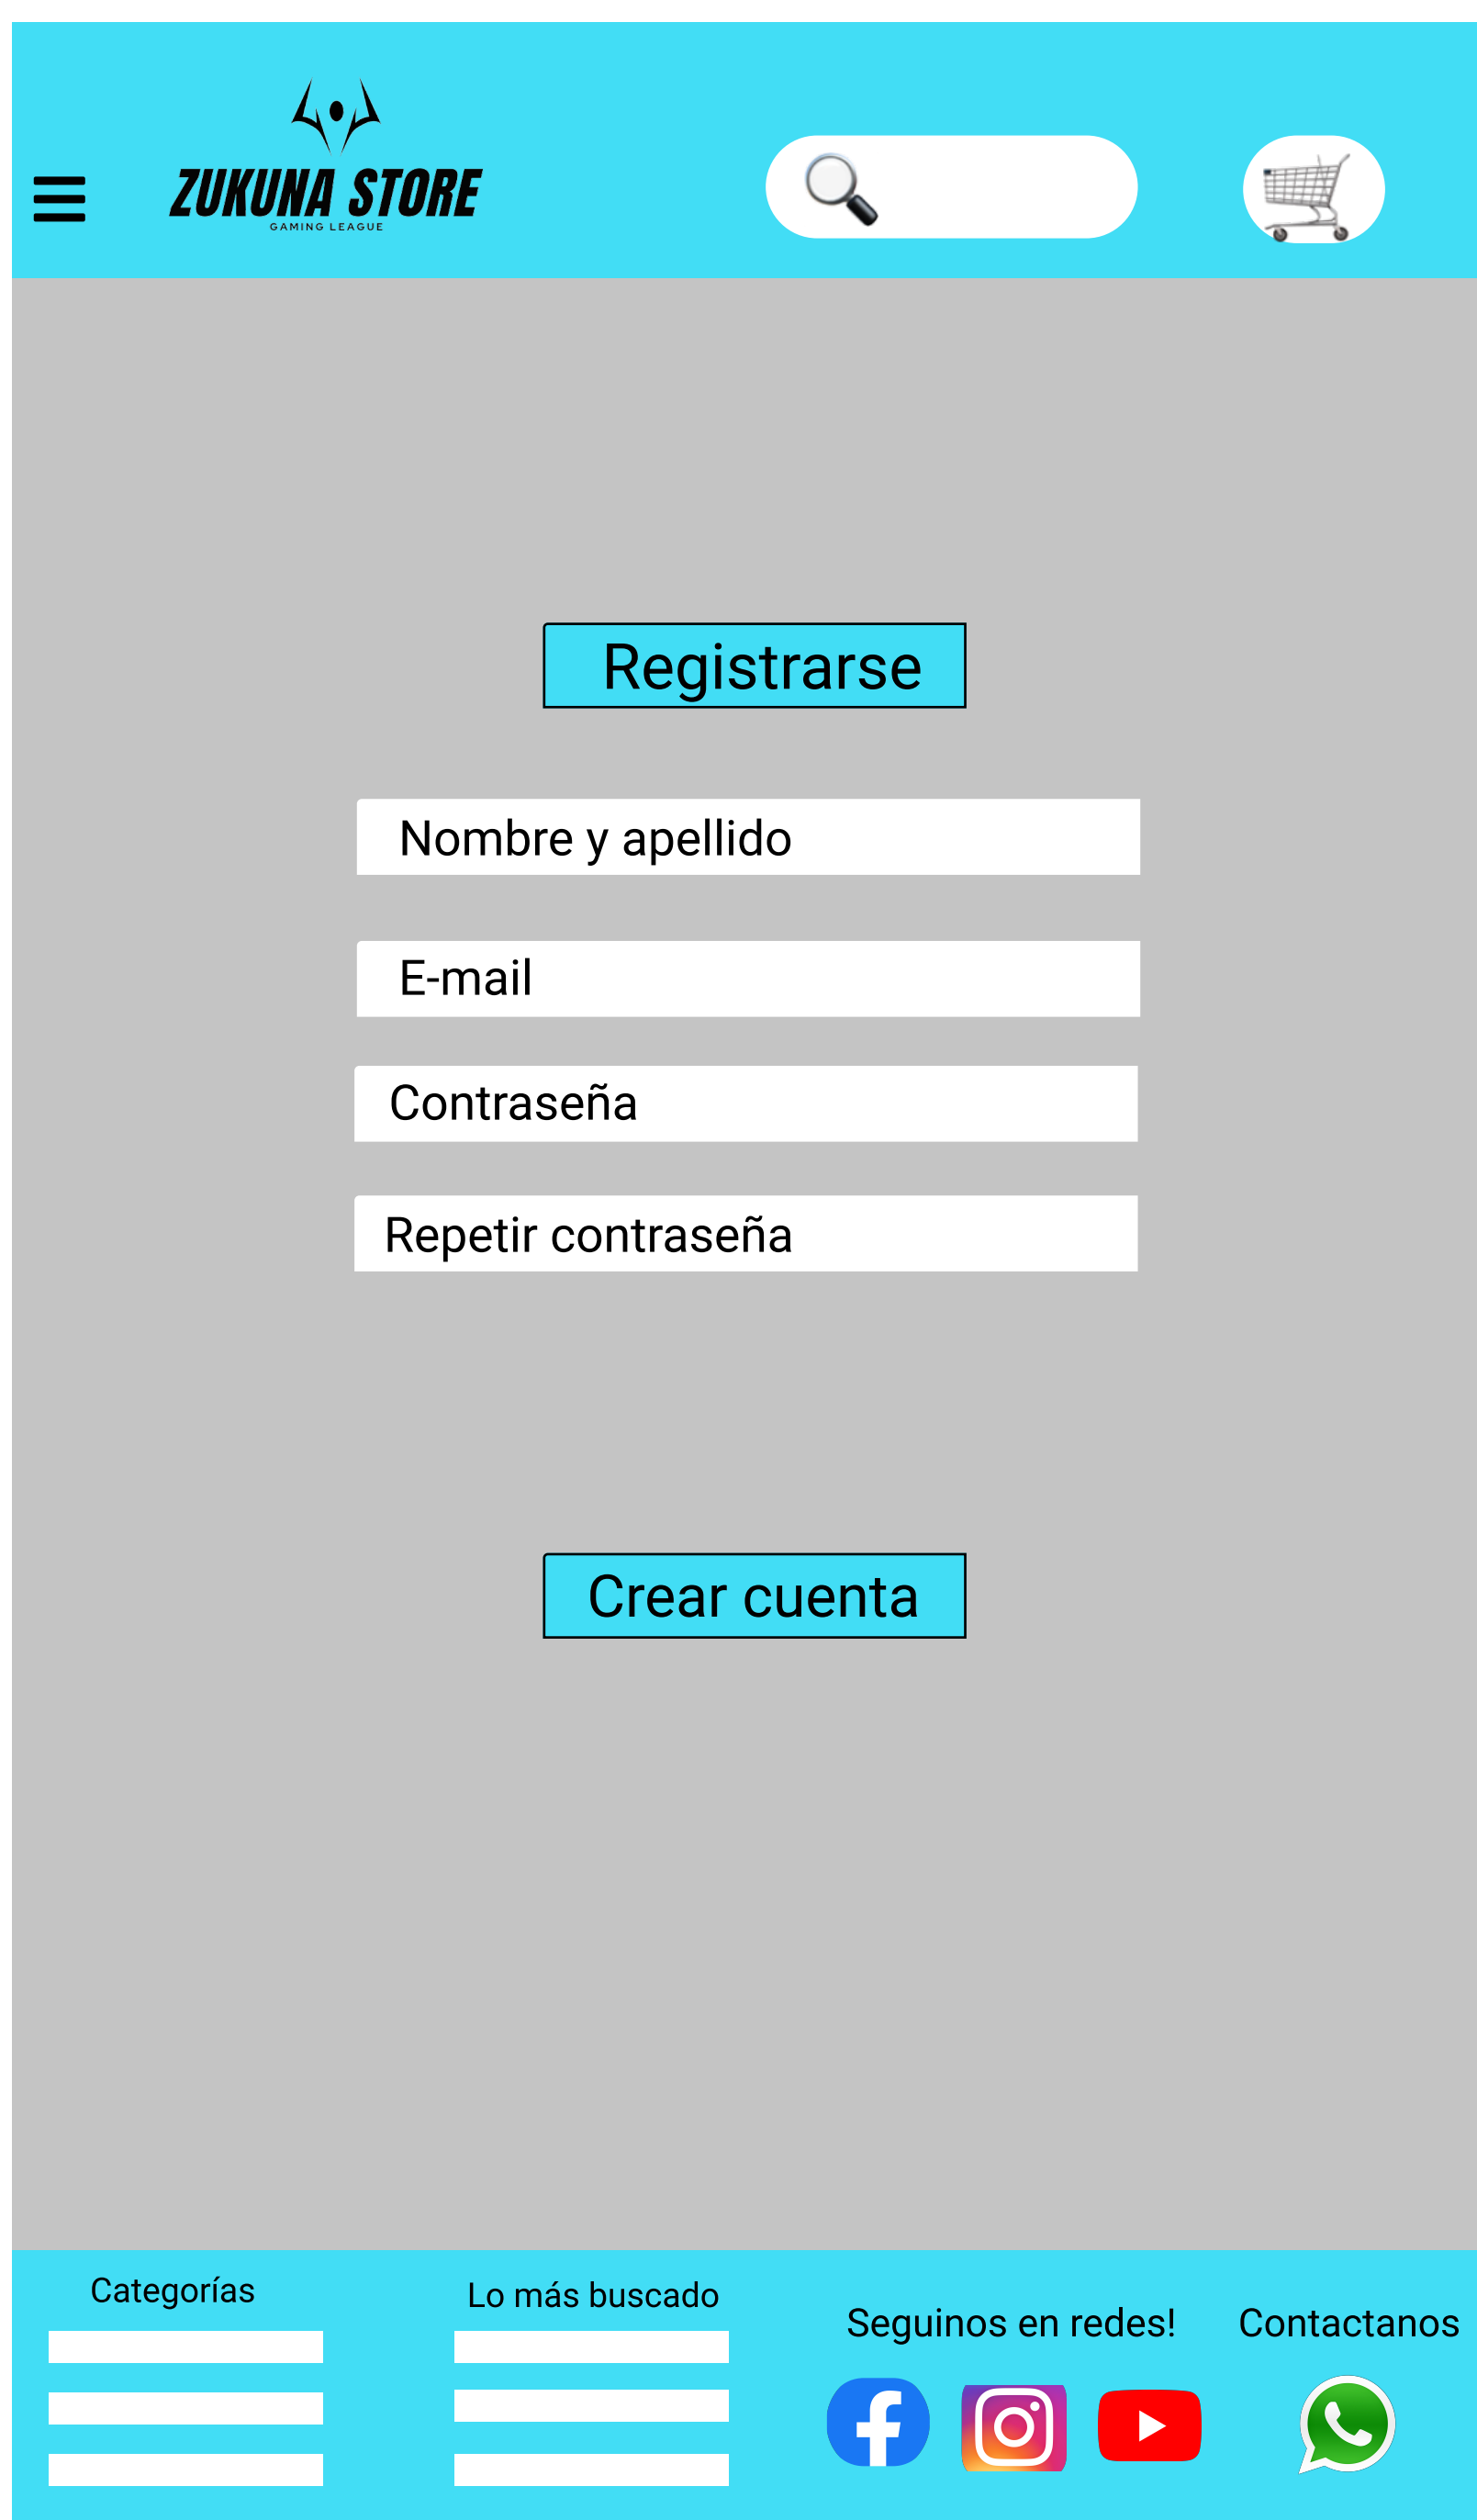 ZUKUNA STORE
GAMING LEAGUE
Registrarse
Nombre y apellido
E-mail
Contraseña
Repetir contraseña
Crear cuenta
Categorías
Lo más buscado
Seguinos en redes!
Contactanos